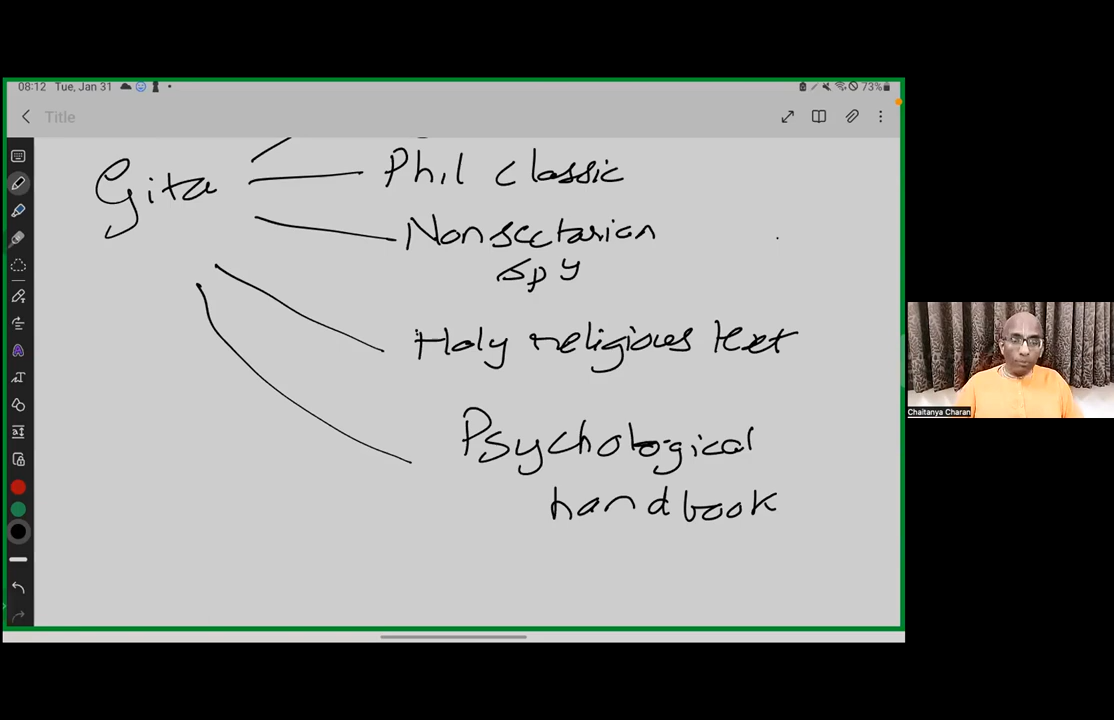 08:12 Tue, Jan 31
73%
Title
Gita
Phil classic
Nonsectarian
spy
Holy religious text
Psychological
handbook
Chaitanya Charan